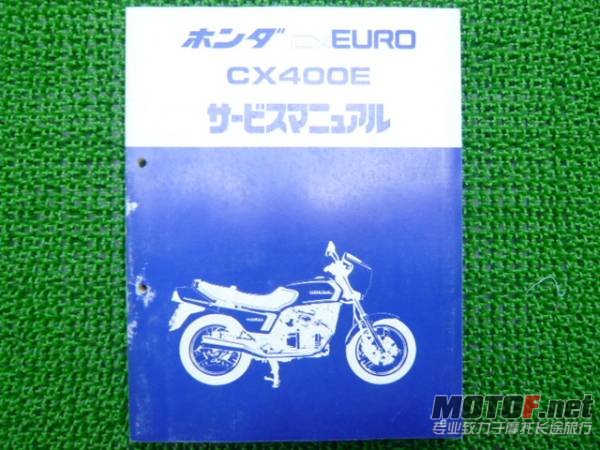 ホンダ CX EURO
CX400E
サービスマニュアル
HONDA
MOTOF.net
专业致力于摩托长途旅行